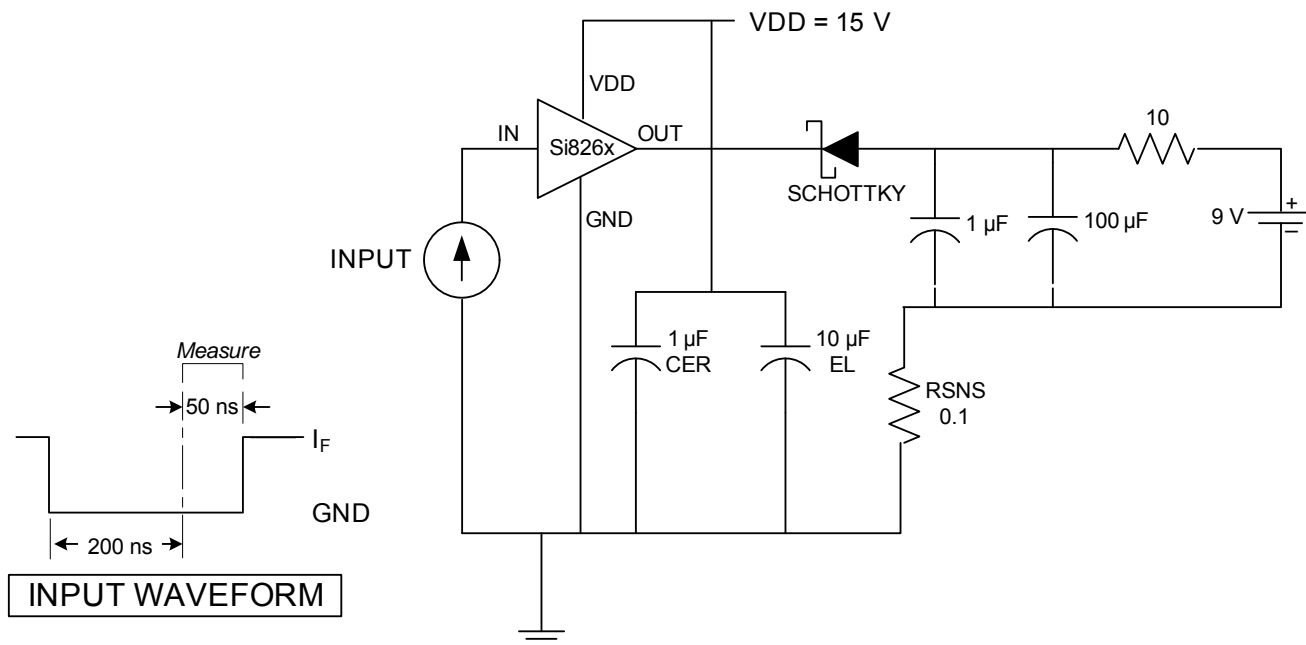 VDD = 15 V
VDD
10
IN
Si826x
OUT
SCHOTTKY
GND
1 µF
100 µF
9 V
+
–
INPUT
1 µF
CER
10 µF
EL
RSNS
0.1
Measure
50 ns
IF
GND
200 ns
INPUT WAVEFORM